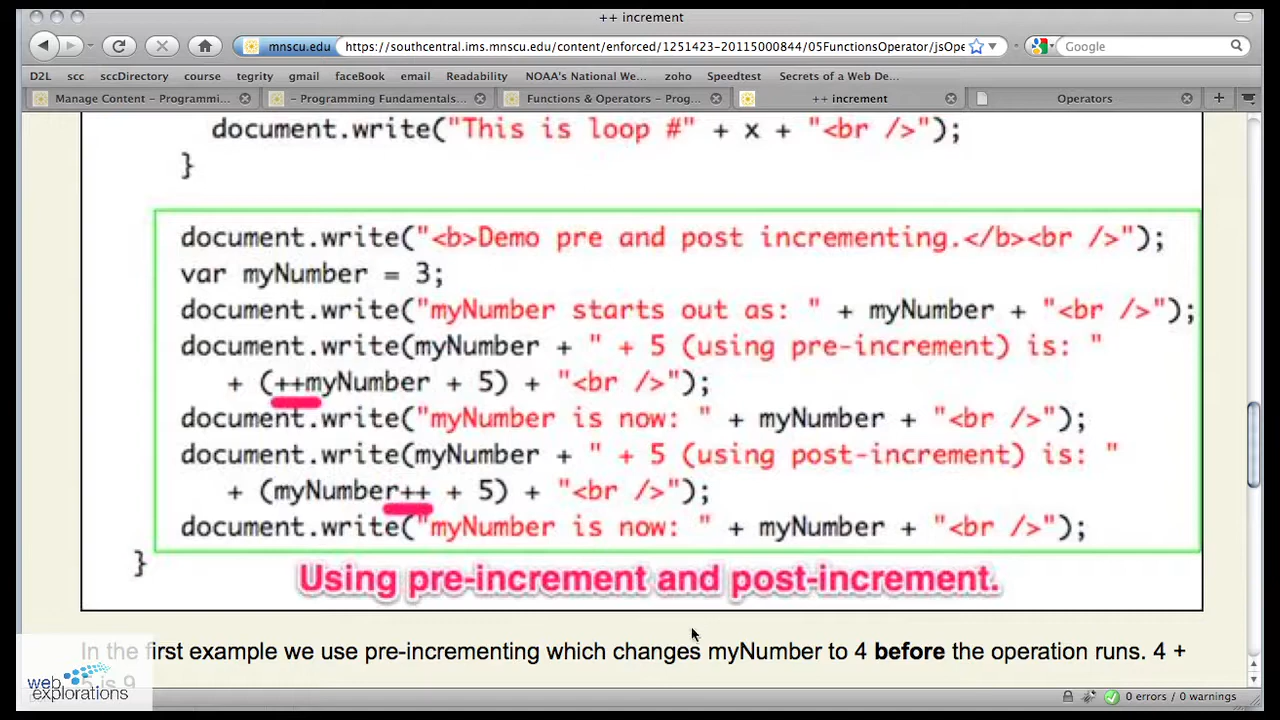 ++ increment
mnscu.edu https://southcentral.ims.mnscu.edu/content/enforced/1251423-20115000844/05FunctionsOperator/jsOpe Google
D2L scc sccDirectory course tegrity gmail faceBook email Readability NOAA's National We... zoho Speedtest Secrets of a Web De...
Manage Content - Programmi... - Programming Fundamentals... Functions & Operators - Prog... ++ increment Operators
document.write("This is loop #" + x + "<br />");
}
document.write("<b>Demo pre and post incrementing.</b><br />");
var myNumber = 3;
document.write("myNumber starts out as: " + myNumber + "<br />");
document.write(myNumber + " + 5 (using pre-increment) is: "
+ (++myNumber + 5) + "<br />");
document.write("myNumber is now: " + myNumber + "<br />");
document.write(myNumber + " + 5 (using post-increment) is: "
+ (myNumber++ + 5) + "<br />");
document.write("myNumber is now: " + myNumber + "<br />");
}
Using pre-increment and post-increment.
In the first example we use pre-incrementing which changes myNumber to 4 before the operation runs. 4 +
5 is 9
web explorations
0 errors / 0 warnings